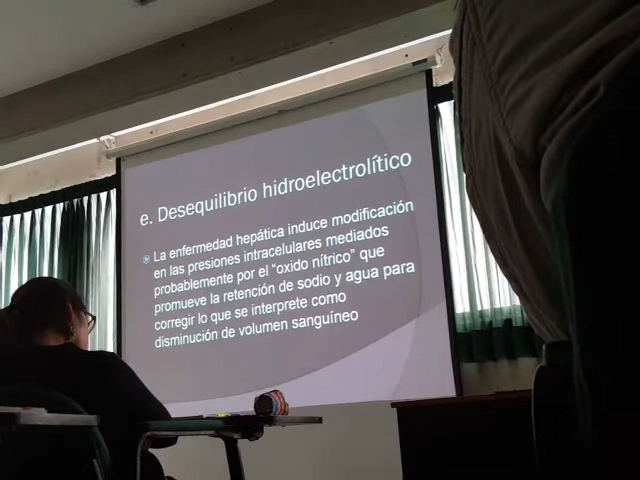 e. Desequilibrio hidroelectrolítico
La enfermedad hepática induce modificación
en las presiones intracelulares mediados
probablemente por el "oxido nítrico" que
promueve la retención de sodio y agua para
corregir lo que se interprete como
disminución de volumen sanguíneo